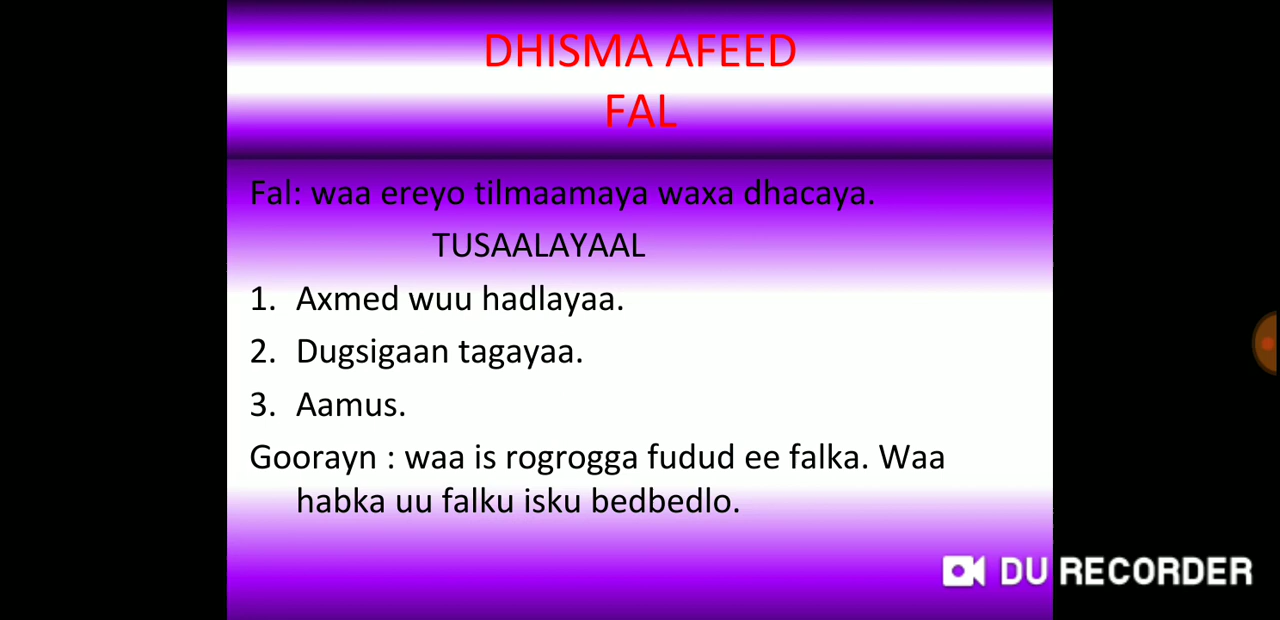 DHISMA AFEED
FAL
Fal: waa ereyo tilmaamaya waxa dhacaya.
TUSAALAYAAL
1. Axmed wuu hadlayaa.
2. Dugsigaan tagayaa.
3. Aamus.
Goorayn : waa is rogrogga fudud ee falka. Waa
habka uu falku isku bedbedlo.
DU RECORDER